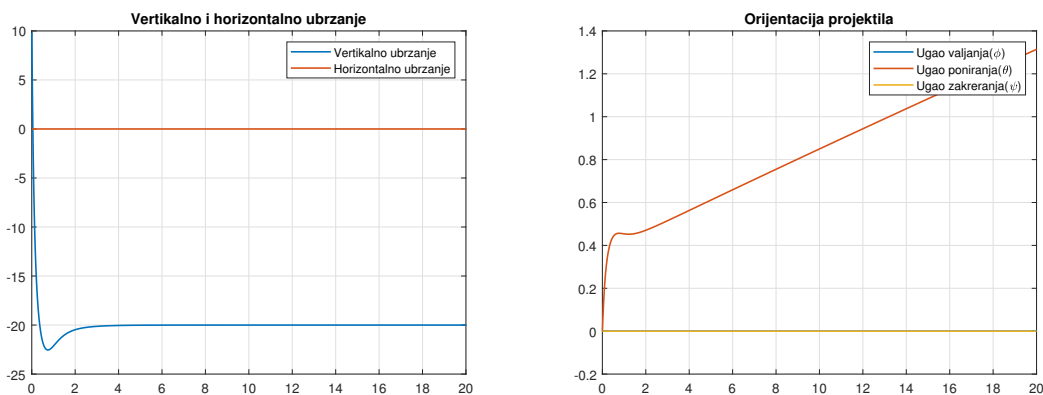 Vertikalno i horizontalno ubrzanje
10
5
0
-5
-10
-15
-20
-25
0 2 4 6 8 10 12 14 16 18 20
Vertikalno ubrzanje
Horizontalno ubrzanje
Orijentacija projektila
1.4
1.2
1
0.8
0.6
0.4
0.2
0
-0.2
0 2 4 6 8 10 12 14 16 18 20
Ugao valjanja(ϕ)
Ugao poniranja(θ)
Ugao zakreranja(ψ)